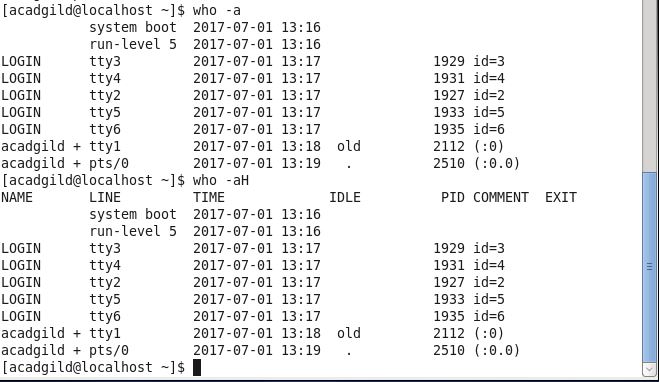 [acadgild@localhost ~]$ who -a
           system boot  2017-07-01 13:16
           run-level 5  2017-07-01 13:16
LOGIN      tty3         2017-07-01 13:17              1929 id=3
LOGIN      tty4         2017-07-01 13:17              1931 id=4
LOGIN      tty2         2017-07-01 13:17              1927 id=2
LOGIN      tty5         2017-07-01 13:17              1933 id=5
LOGIN      tty6         2017-07-01 13:17              1935 id=6
acadgild + tty1         2017-07-01 13:18  old         2112 (:0)
acadgild + pts/0        2017-07-01 13:19   .          2510 (:0.0)
[acadgild@localhost ~]$ who -aH
NAME       LINE         TIME             IDLE          PID COMMENT  EXIT
           system boot  2017-07-01 13:16
           run-level 5  2017-07-01 13:16
LOGIN      tty3         2017-07-01 13:17              1929 id=3
LOGIN      tty4         2017-07-01 13:17              1931 id=4
LOGIN      tty2         2017-07-01 13:17              1927 id=2
LOGIN      tty5         2017-07-01 13:17              1933 id=5
LOGIN      tty6         2017-07-01 13:17              1935 id=6
acadgild + tty1         2017-07-01 13:18  old         2112 (:0)
acadgild + pts/0        2017-07-01 13:19   .          2510 (:0.0)
[acadgild@localhost ~]$